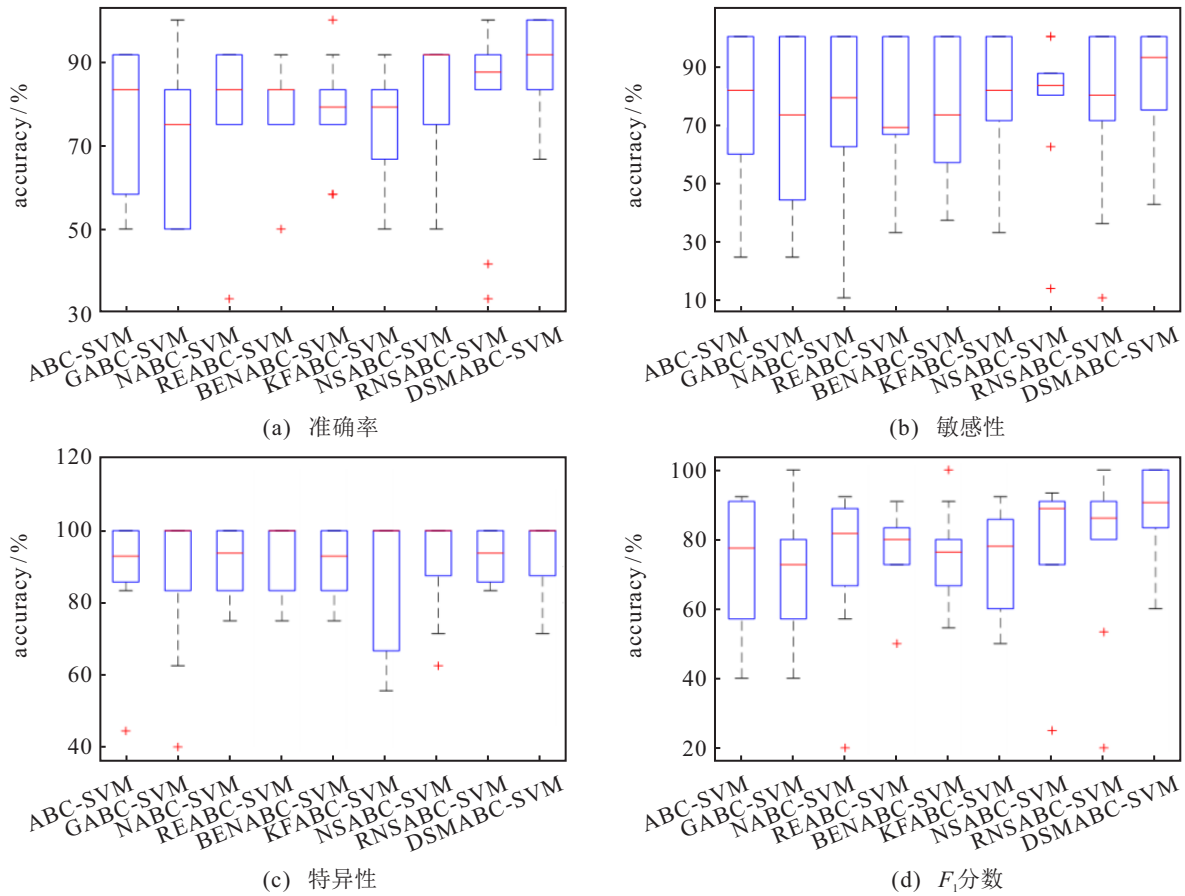 accuracy/%
90
70
50
30
ABC-SVM
GABC-SVM
NABC-SVM
REABC-SVM
BENABC-SVM
KFABC-SVM
NSABC-SVM
RNSABC-SVM
DSMABC-SVM
(a) 准确率
accuracy/%
90
70
50
30
10
ABC-SVM
GABC-SVM
NABC-SVM
REABC-SVM
BENABC-SVM
KFABC-SVM
NSABC-SVM
RNSABC-SVM
DSMABC-SVM
(b) 敏感性
accuracy/%
120
100
80
60
40
ABC-SVM
GABC-SVM
NABC-SVM
REABC-SVM
BENABC-SVM
KFABC-SVM
NSABC-SVM
RNSABC-SVM
DSMABC-SVM
(c) 特异性
accuracy/%
100
80
60
40
20
ABC-SVM
GABC-SVM
NABC-SVM
REABC-SVM
BENABC-SVM
KFABC-SVM
NSABC-SVM
RNSABC-SVM
DSMABC-SVM
(d) F₁分数